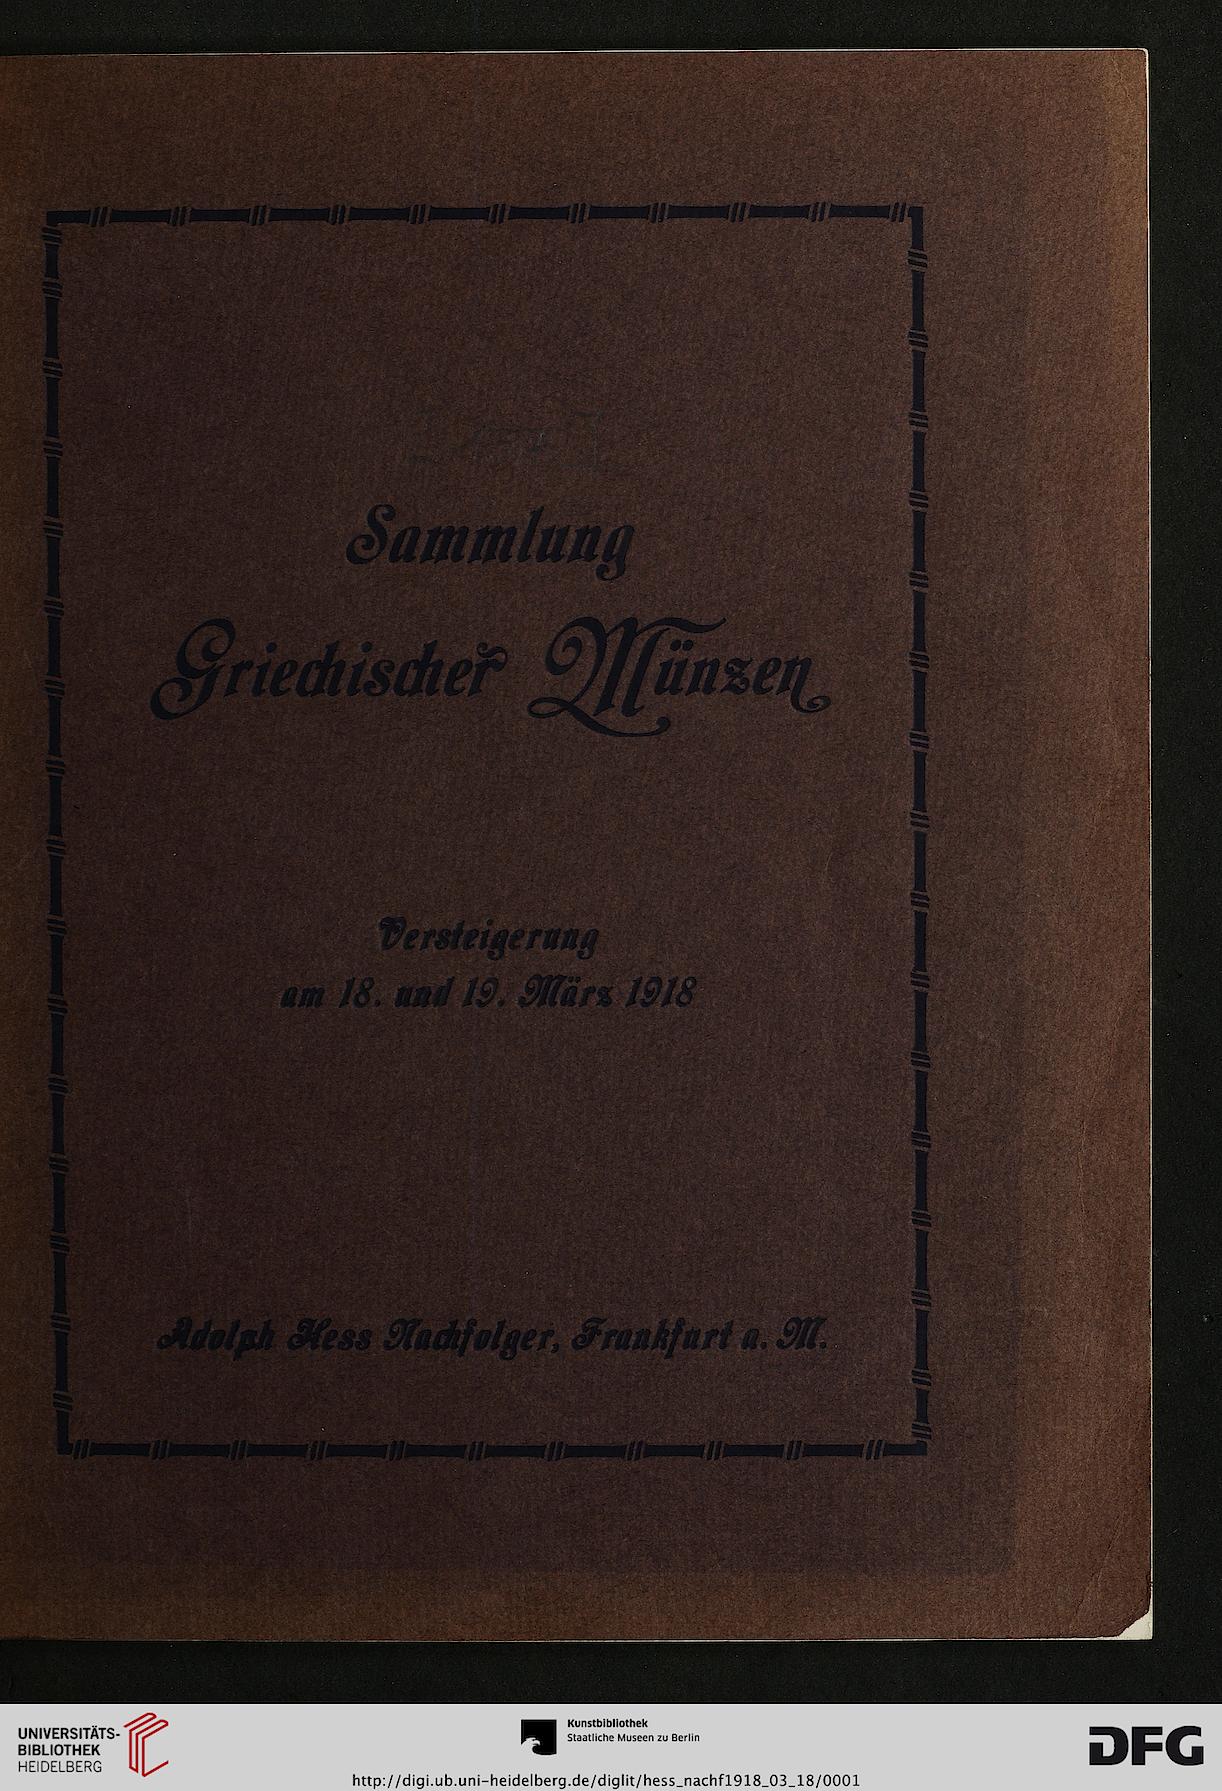 Sammlung
Griechischer Münzen
Versteigerung
am 18. und 19. März 1918
Adolph Hess Nachfolger, Frankfurt a. M.
UNIVERSITÄTS-
BIBLIOTHEK
HEIDELBERG
Kunstbibliothek
Staatliche Museen zu Berlin
http://digi.ub.uni-heidelberg.de/diglit/hess_nachf1918_03_18/0001
DFG